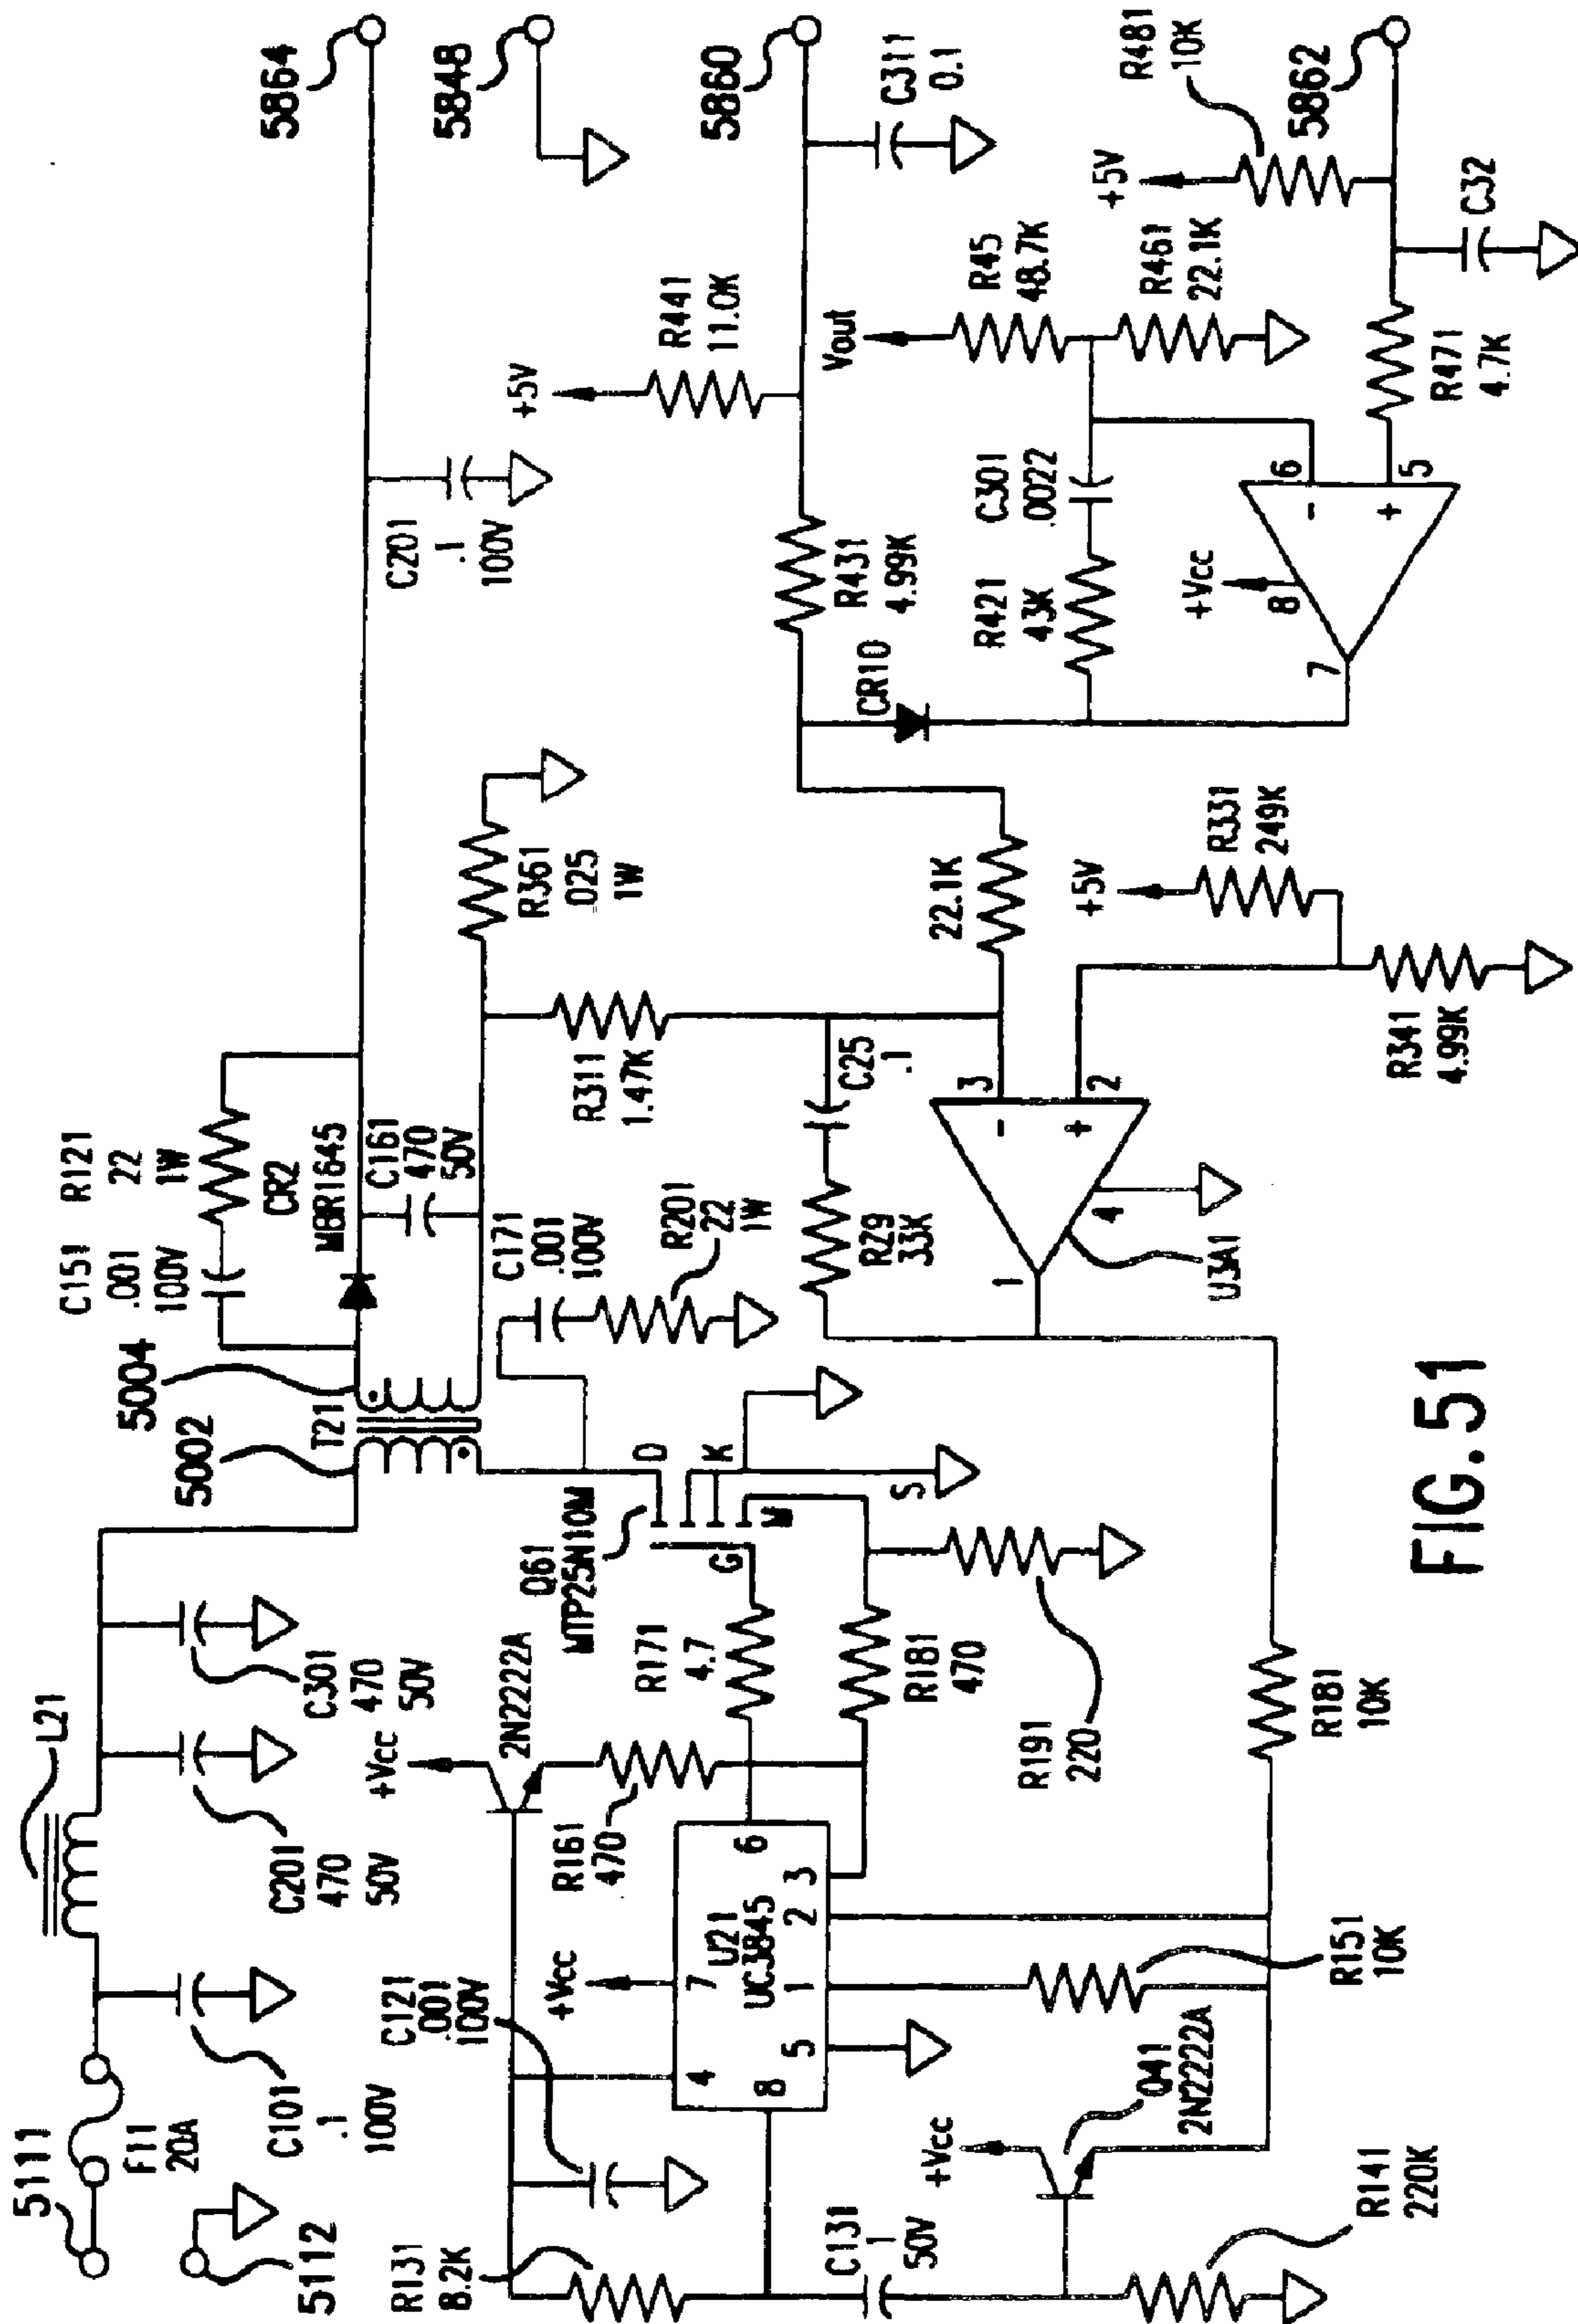 5111
F11
20A
5112
C101
.1
100V
L21
C201
470
50V
C301
470
50V
5002
T21
5004
C151
.001
100V
R121
22
1W
CR2
MBR1645
C161
470
50V
C201
.1
100V
5864
5848
R361
.025
1W
R311
1.47K
C171
.001
100V
R201
22
1W
+5V
R441
11.0K
5860
C311
0.1
R431
4.99K
CR10
Vout
R45
48.7K
R461
22.1K
+5V
R481
10K
5862
C32
R471
4.7K
C301
.0022
R421
43K
+Vcc
8
6
5
7
-
+
22.1K
+5V
R331
249K
R341
4.99K
C25
.1
R29
33K
3
2
1
4
-
+
U3A1
Q61
MTP25N10M
D
K
S
M
G
+Vcc
2N2222A
R161
470
R171
4.7
R181
470
R191
220
R181
10K
R131
8.2K
C121
.001
100V
+Vcc
7
4
8
5
1
2
3
6
U21
UC3845
C131
1
50V
+Vcc
Q41
2N2222A
R141
220K
R151
10K
FIG.51